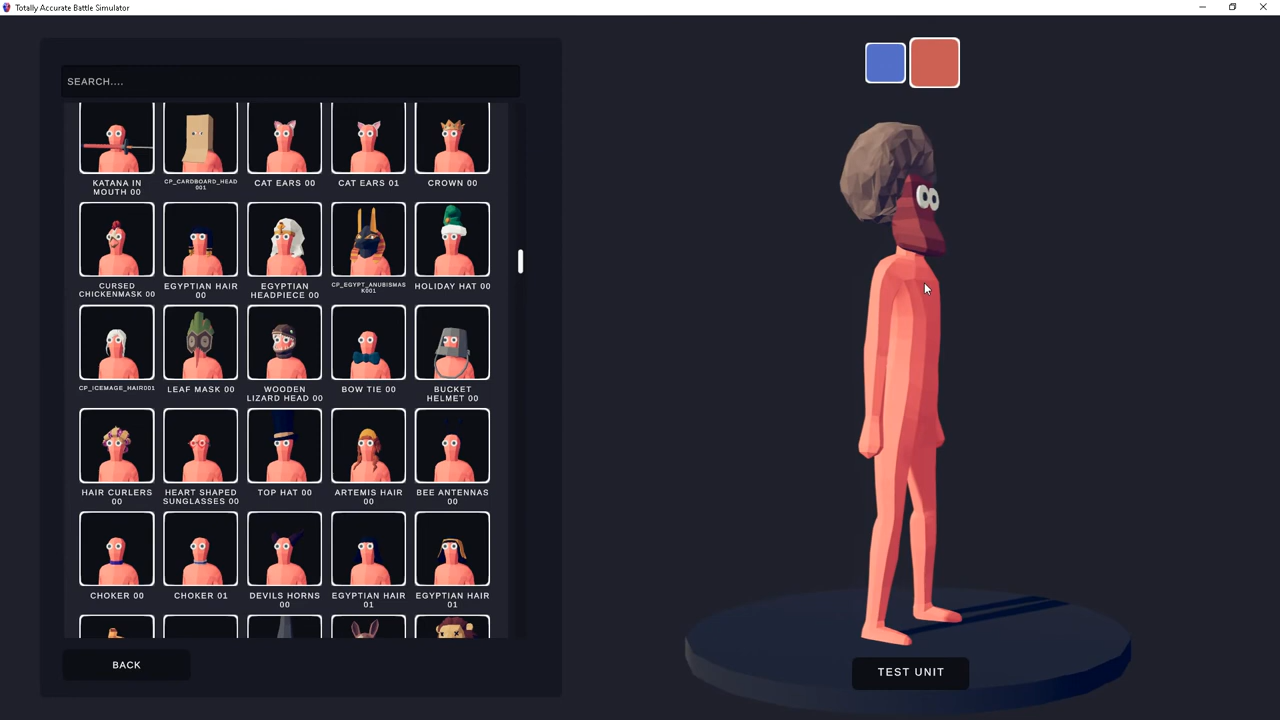 Totally Accurate Battle Simulator
SEARCH....
KATANA IN
MOUTH 00
CP_CARDBOARD_HEAD
001
CAT EARS 00
CAT EARS 01
CROWN 00
CURSED
CHICKENMASK 00
EGYPTIAN HAIR
00
EGYPTIAN
HEADPIECE 00
CP_EGYPT_ANUBISMAS
K001
HOLIDAY HAT 00
CP_ICEMAGE_HAIR001
LEAF MASK 00
WOODEN
LIZARD HEAD 00
BOW TIE 00
BUCKET
HELMET 00
HAIR CURLERS
00
HEART SHAPED
SUNGLASSES 00
TOP HAT 00
ARTEMIS HAIR
00
BEE ANTENNAS
00
CHOKER 00
CHOKER 01
DEVILS HORNS
00
EGYPTIAN HAIR
01
EGYPTIAN HAIR
01
BACK
TEST UNIT